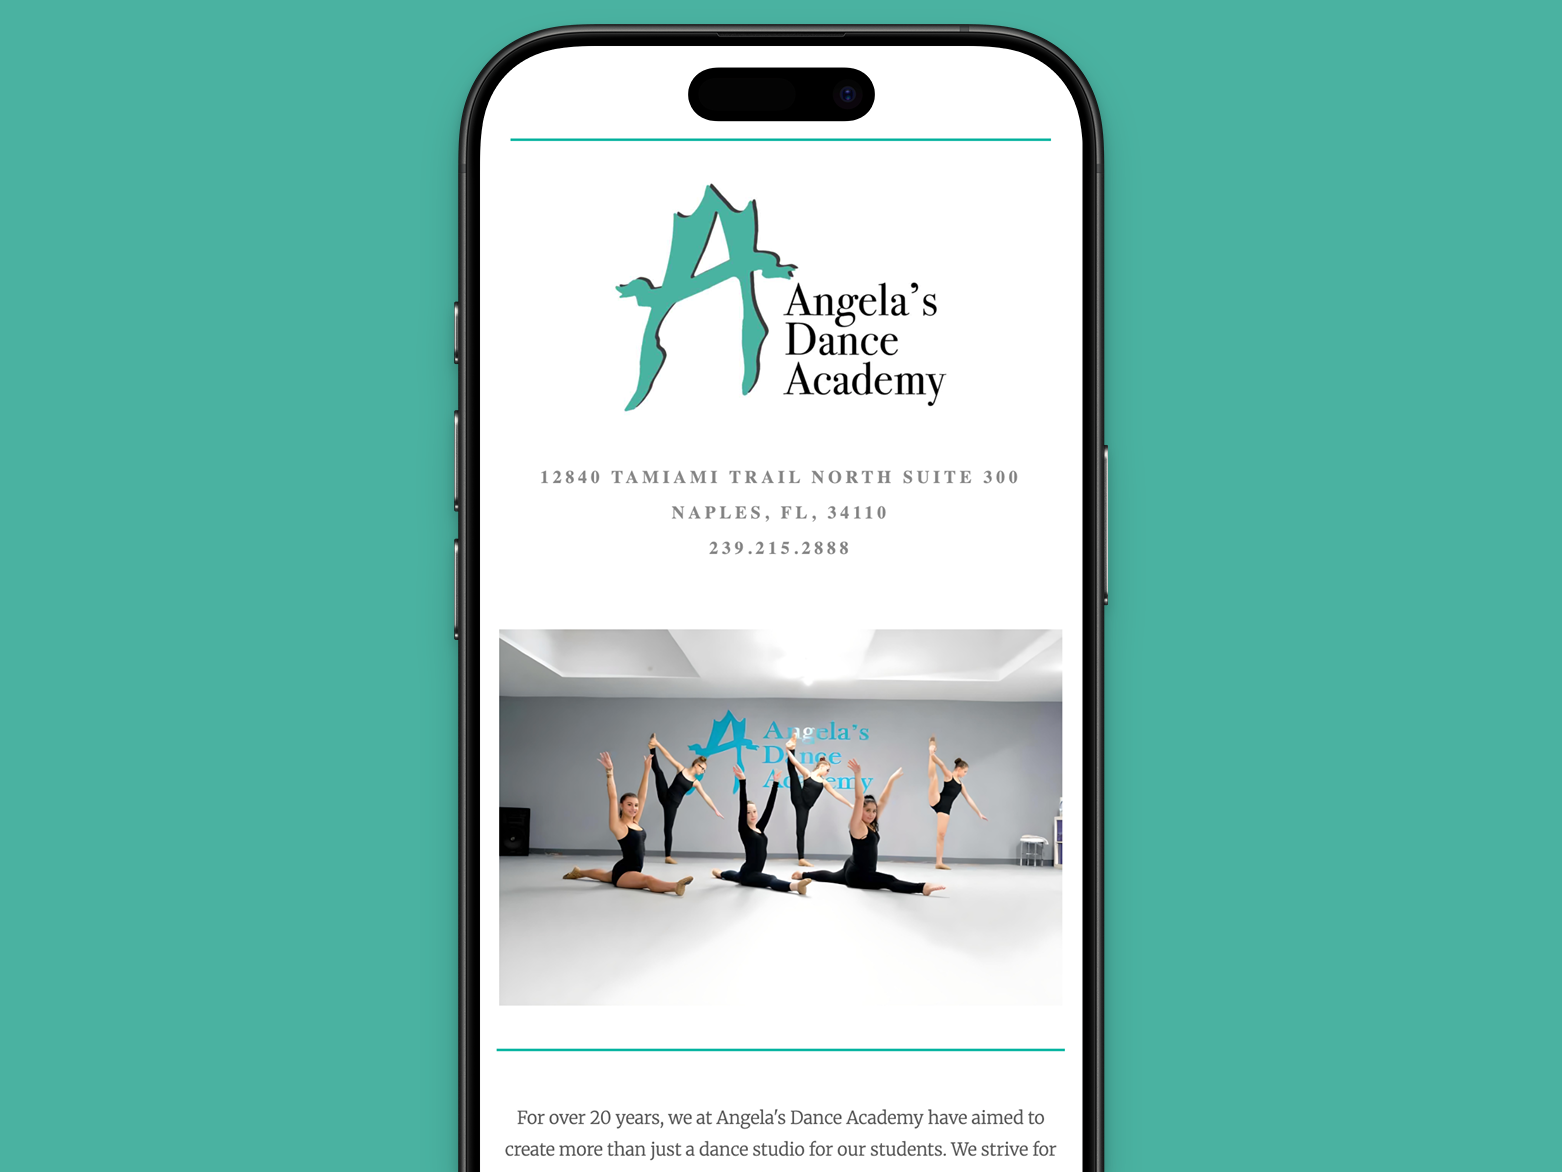 Angela's
Dance
Academy
12840 TAMIAMI TRAIL NORTH SUITE 300
NAPLES, FL, 34110
239.215.2888
Angela's
Dance
Academy
For over 20 years, we at Angela's Dance Academy have aimed to
create more than just a dance studio for our students. We strive for